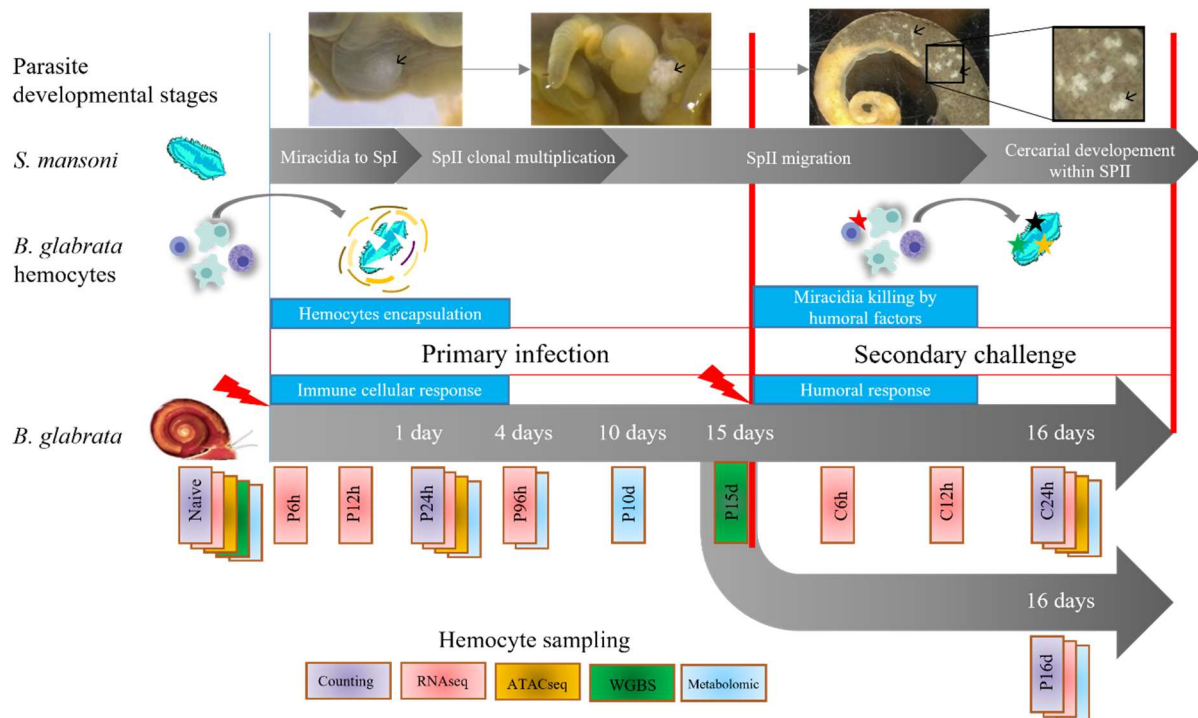 Parasite
developmental stages
S. mansoni
Miracidia to SpI
SpII clonal multiplication
SpII migration
Cercarial developement
within SPII
B. glabrata
hemocytes
Hemocytes encapsulation
Miracidia killing by
humoral factors
Primary infection
Secondary challenge
Immune cellular response
Humoral response
B. glabrata
1 day
4 days
10 days
15 days
16 days
Naive
P6h
P12h
P24h
P96h
P10d
P15d
C6h
C12h
C24h
16 days
P16d
Hemocyte sampling
Counting
RNAseq
ATACseq
WGBS
Metabolomic